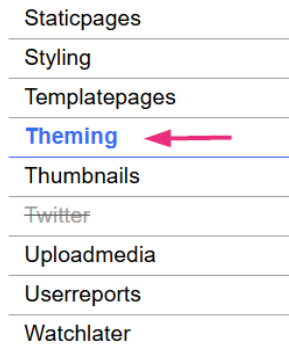 Staticpages
Styling
Templatepages
Theming
Thumbnails
Twitter
Uploadmedia
Userreports
Watchlater